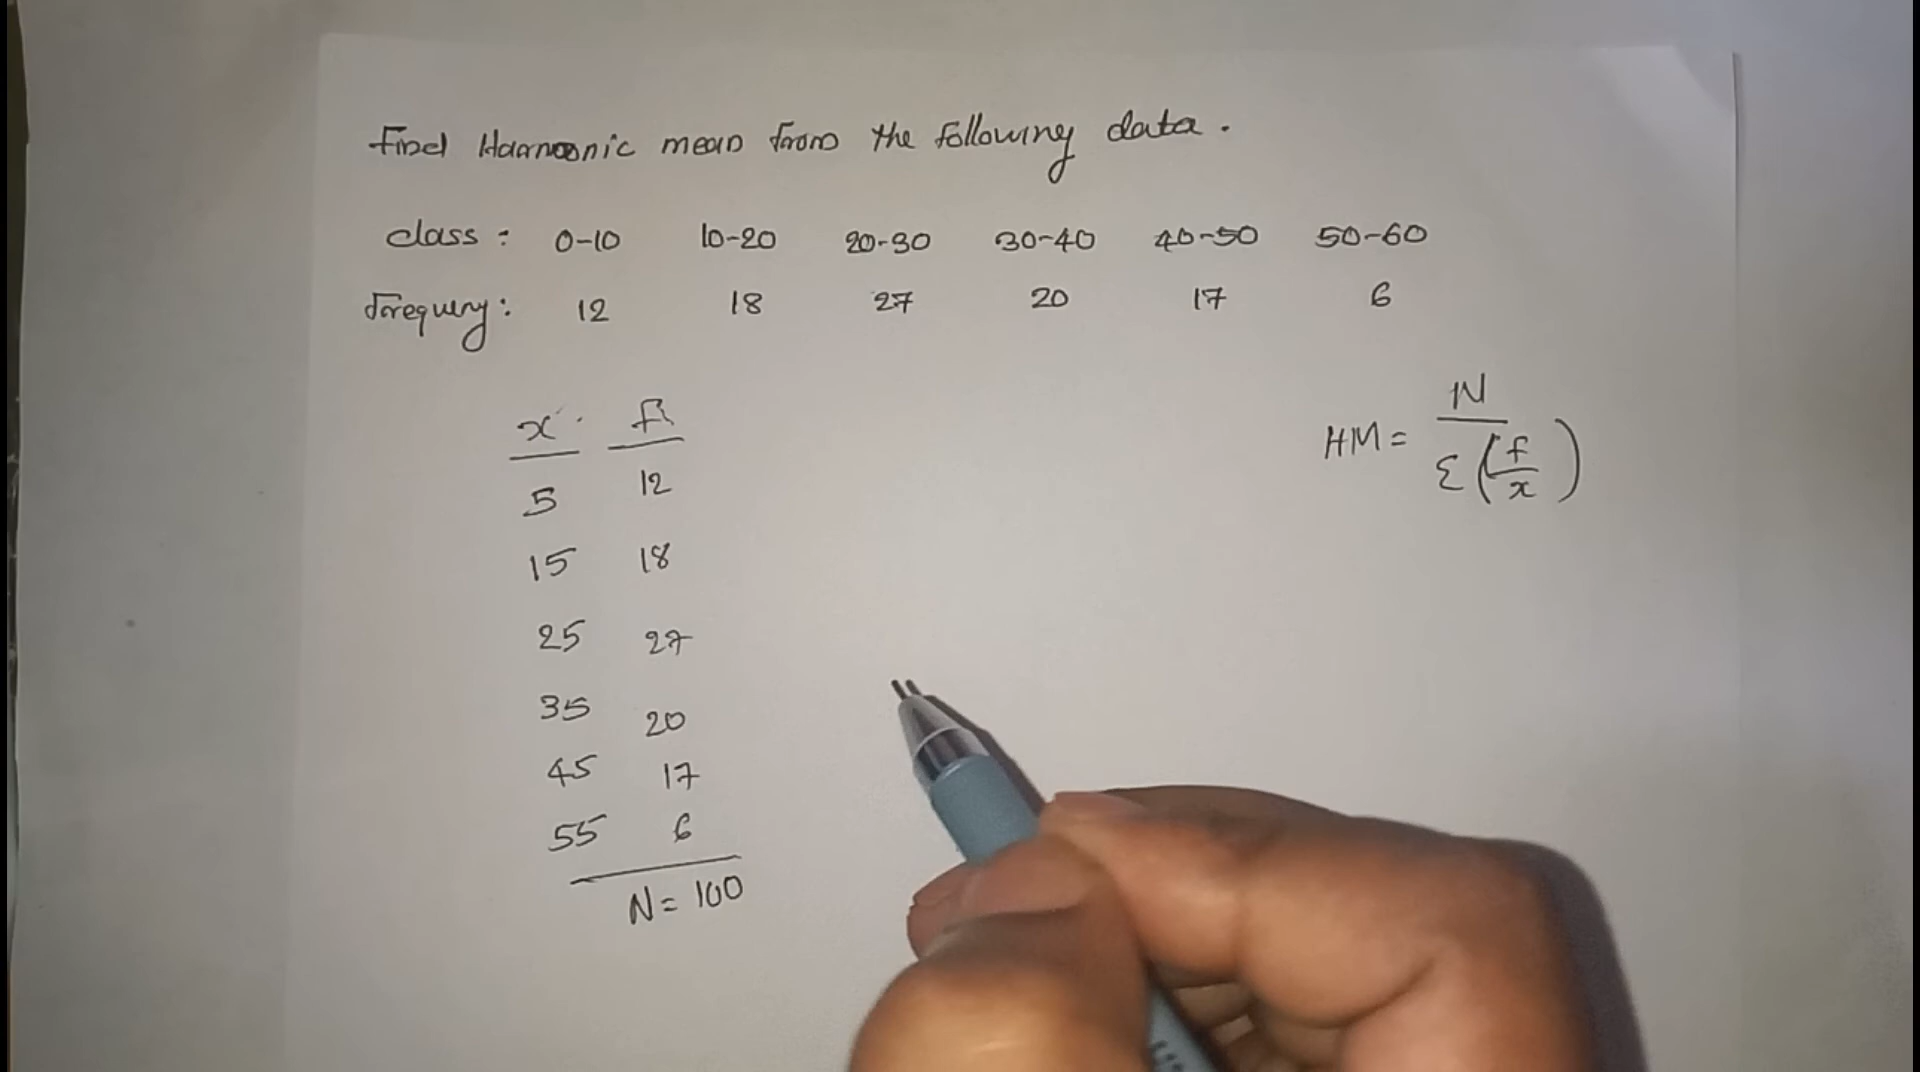 Find Harmonic mean from the following data.
class: 0-10 10-20 20-30 30-40 40-50 50-60
frequency: 12 18 27 20 17 6
x f
5 12
15 18
25 27
35 20
45 17
55 6
N = 100
HM = N / Σ (f/x)